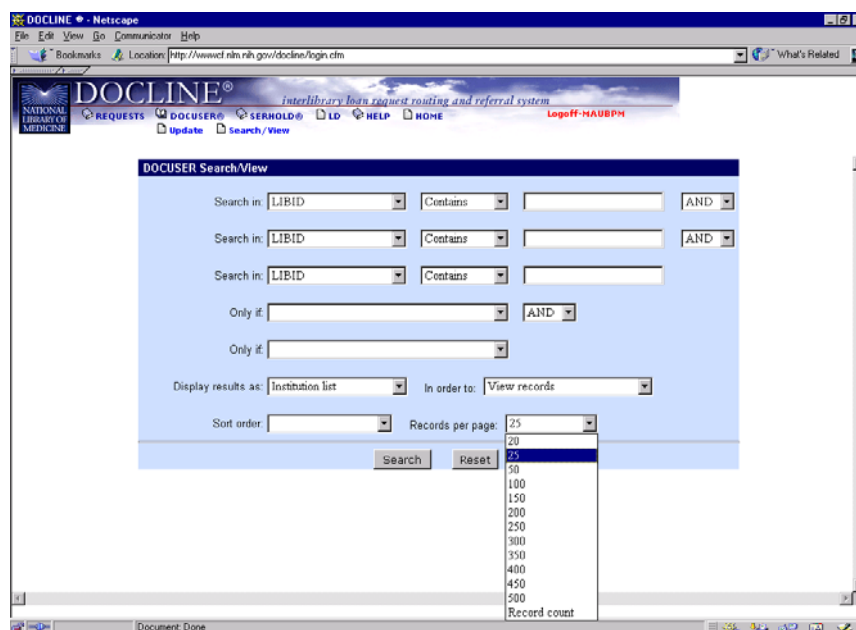 DOCLINE ® - Netscape
File Edit View Go Communicator Help
Bookmarks Location: http://wwwcf.nlm.nih.gov/docline/login.cfm What's Related
NATIONAL LIBRARY OF MEDICINE
DOCLINE®
interlibrary loan request routing and referral system
REQUESTS DOCUSER® SERHOLD® LD HELP HOME Logoff-MAUBPM
Update Search/View
DOCUSER Search/View
Search in: LIBID Contains AND
Search in: LIBID Contains AND
Search in: LIBID Contains
Only if: AND
Only if:
Display results as: Institution list In order to: View records
Sort order: Records per page: 25
20
Search Reset 25
50
100
150
200
250
300
350
400
450
500
Record count
Document: Done